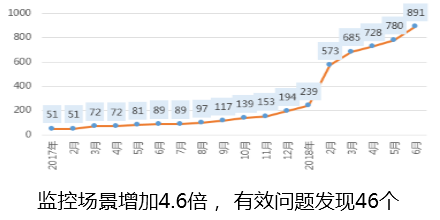 1000
800
600
400
200
0
51 51 72 72 81 89 89 97 117 139 153 194 239 573 685 728 780 891
2017年 2月 3月 4月 5月 6月 7月 8月 9月 10月 11月 12月 2018年 2月 3月 4月 5月 6月
监控场景增加4.6倍，有效问题发现46个